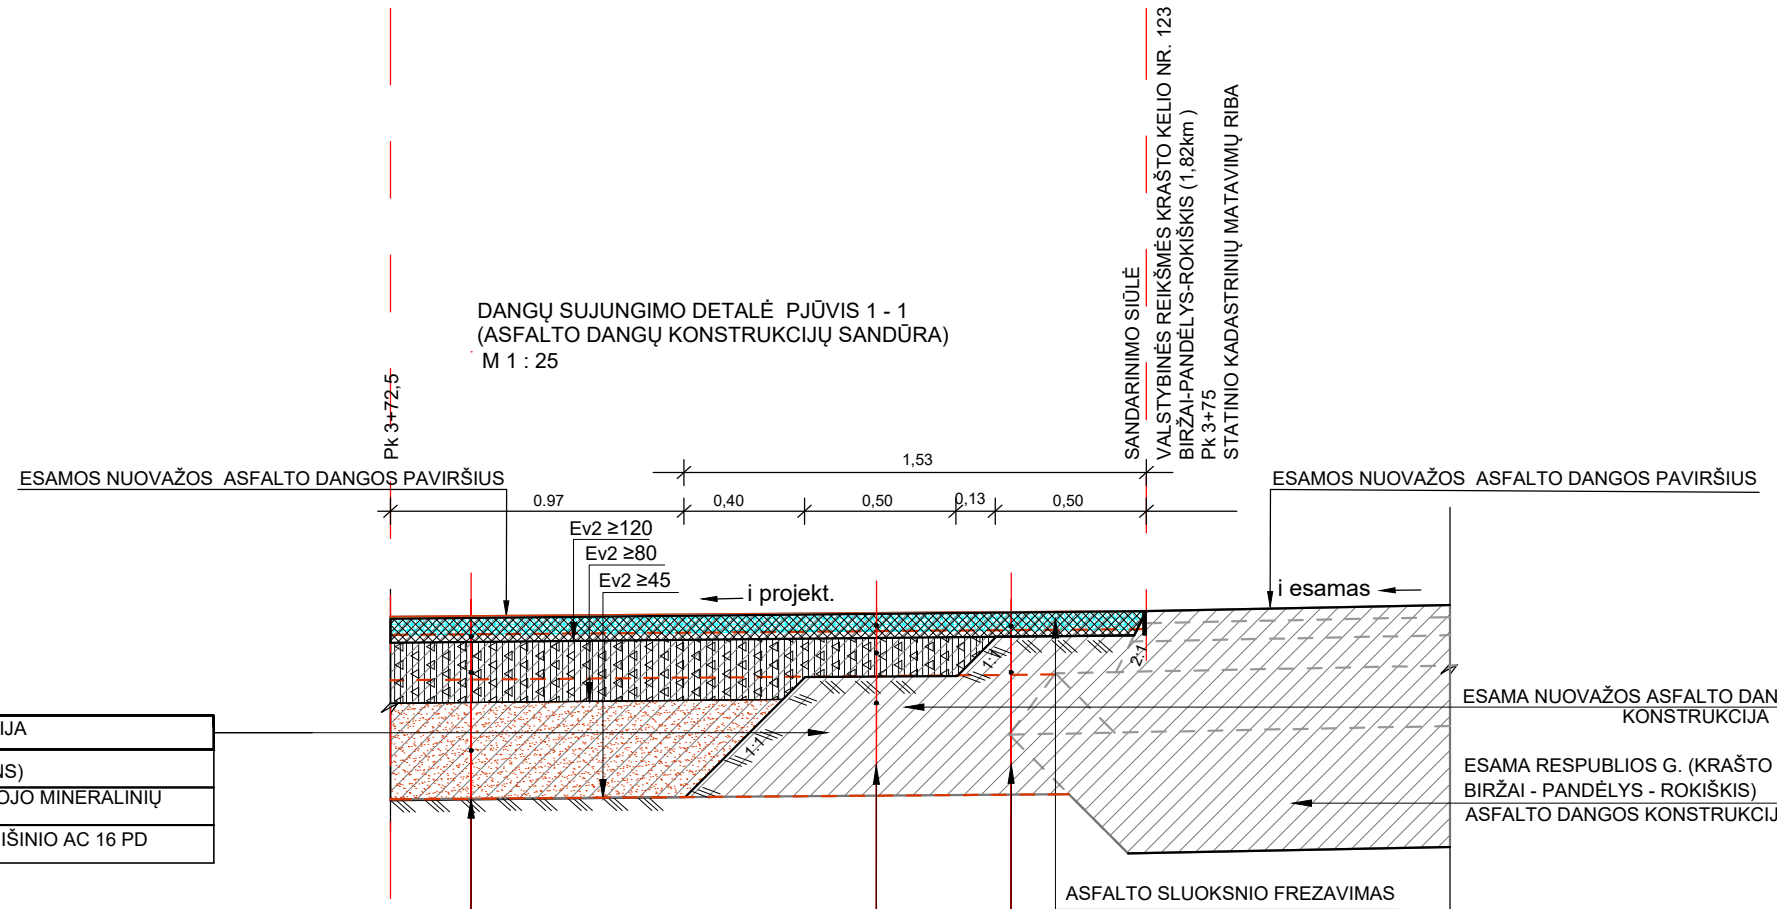 DANGŲ SUJUNGIMO DETALĖ PJŪVIS 1 - 1
(ASFALTO DANGŲ KONSTRUKCIJŲ SANDŪRA)
M 1 : 25
Pk 3+72,5
SANDARINIMO SIŪLĖ
VALSTYBINĖS REIKŠMĖS KRAŠTO KELIO NR. 123
BIRŽAI-PANDĖLYS-ROKIŠKIS (1,82km )
Pk 3+75
STATINIO KADASTRINIŲ MATAVIMŲ RIBA
ESAMOS NUOVAŽOS ASFALTO DANGOS PAVIRŠIUS
1,53
ESAMOS NUOVAŽOS ASFALTO DANGOS PAVIRŠIUS
0.97
0,40
0,50
0,13
0,50
Ev2 ≥120
Ev2 ≥80
Ev2 ≥45
i projekt.
i esamas
1:1
2:1
1:1
IJA
NS)
OJO MINERALINIŲ
IŠINIO AC 16 PD
ESAMA NUOVAŽOS ASFALTO DAN
KONSTRUKCIJA
ESAMA RESPUBLIOS G. (KRAŠTO
BIRŽAI - PANDĖLYS - ROKIŠKIS)
ASFALTO DANGOS KONSTRUKCIJ
ASFALTO SLUOKSNIO FREZAVIMAS